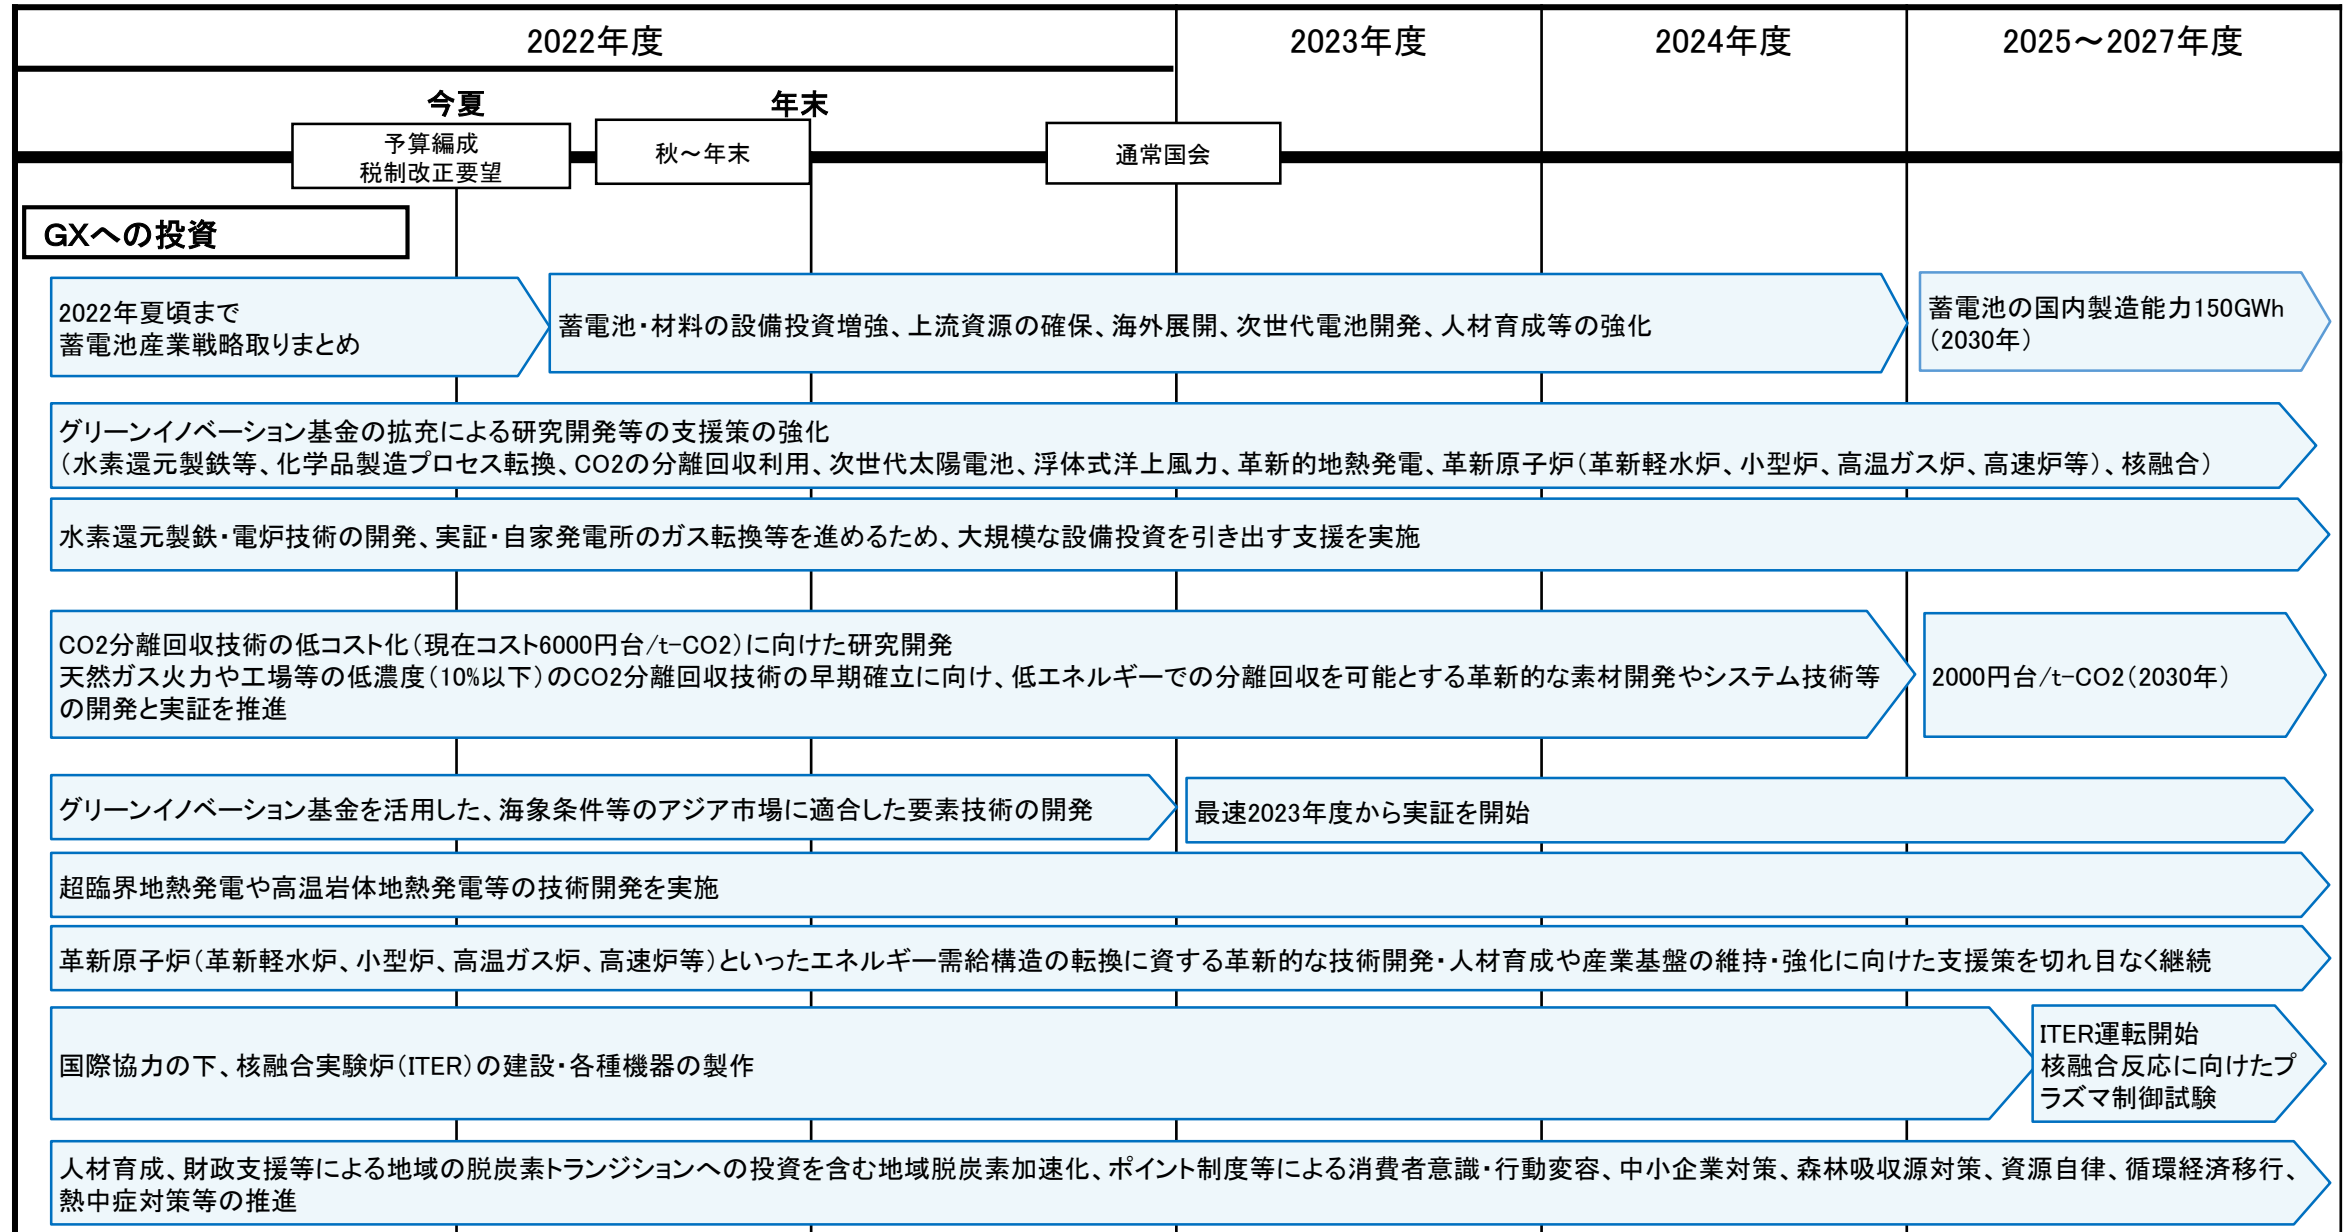 2022年度
2023年度
2024年度
2025～2027年度
今夏
年末
予算編成
税制改正要望
秋～年末
通常国会
GXへの投資
2022年夏頃まで
蓄電池産業戦略取りまとめ
蓄電池・材料の設備投資増強、上流資源の確保、海外展開、次世代電池開発、人材育成等の強化
蓄電池の国内製造能力150GWh
（2030年）
グリーンイノベーション基金の拡充による研究開発等の支援策の強化
（水素還元製鉄等、化学品製造プロセス転換、CO2の分離回収利用、次世代太陽電池、浮体式洋上風力、革新的地熱発電、革新原子炉（革新軽水炉、小型炉、高温ガス炉、高速炉等）、核融合）
水素還元製鉄・電炉技術の開発、実証・自家発電所のガス転換等を進めるため、大規模な設備投資を引き出す支援を実施
CO2分離回収技術の低コスト化（現在コスト6000円台/t-CO2）に向けた研究開発
天然ガス火力や工場等の低濃度（10%以下）のCO2分離回収技術の早期確立に向け、低エネルギーでの分離回収を可能とする革新的な素材開発やシステム技術等
の開発と実証を推進
2000円台/t-CO2（2030年）
グリーンイノベーション基金を活用した、海象条件等のアジア市場に適合した要素技術の開発
最速2023年度から実証を開始
超臨界地熱発電や高温岩体地熱発電等の技術開発を実施
革新原子炉（革新軽水炉、小型炉、高温ガス炉、高速炉等）といったエネルギー需給構造の転換に資する革新的な技術開発・人材育成や産業基盤の維持・強化に向けた支援策を切れ目なく継続
国際協力の下、核融合実験炉（ITER）の建設・各種機器の製作
ITER運転開始
核融合反応に向けたプ
ラズマ制御試験
人材育成、財政支援等による地域の脱炭素トランジションへの投資を含む地域脱炭素加速化、ポイント制度等による消費者意識・行動変容、中小企業対策、森林吸収源対策、資源自律、循環経済移行、
熱中症対策等の推進